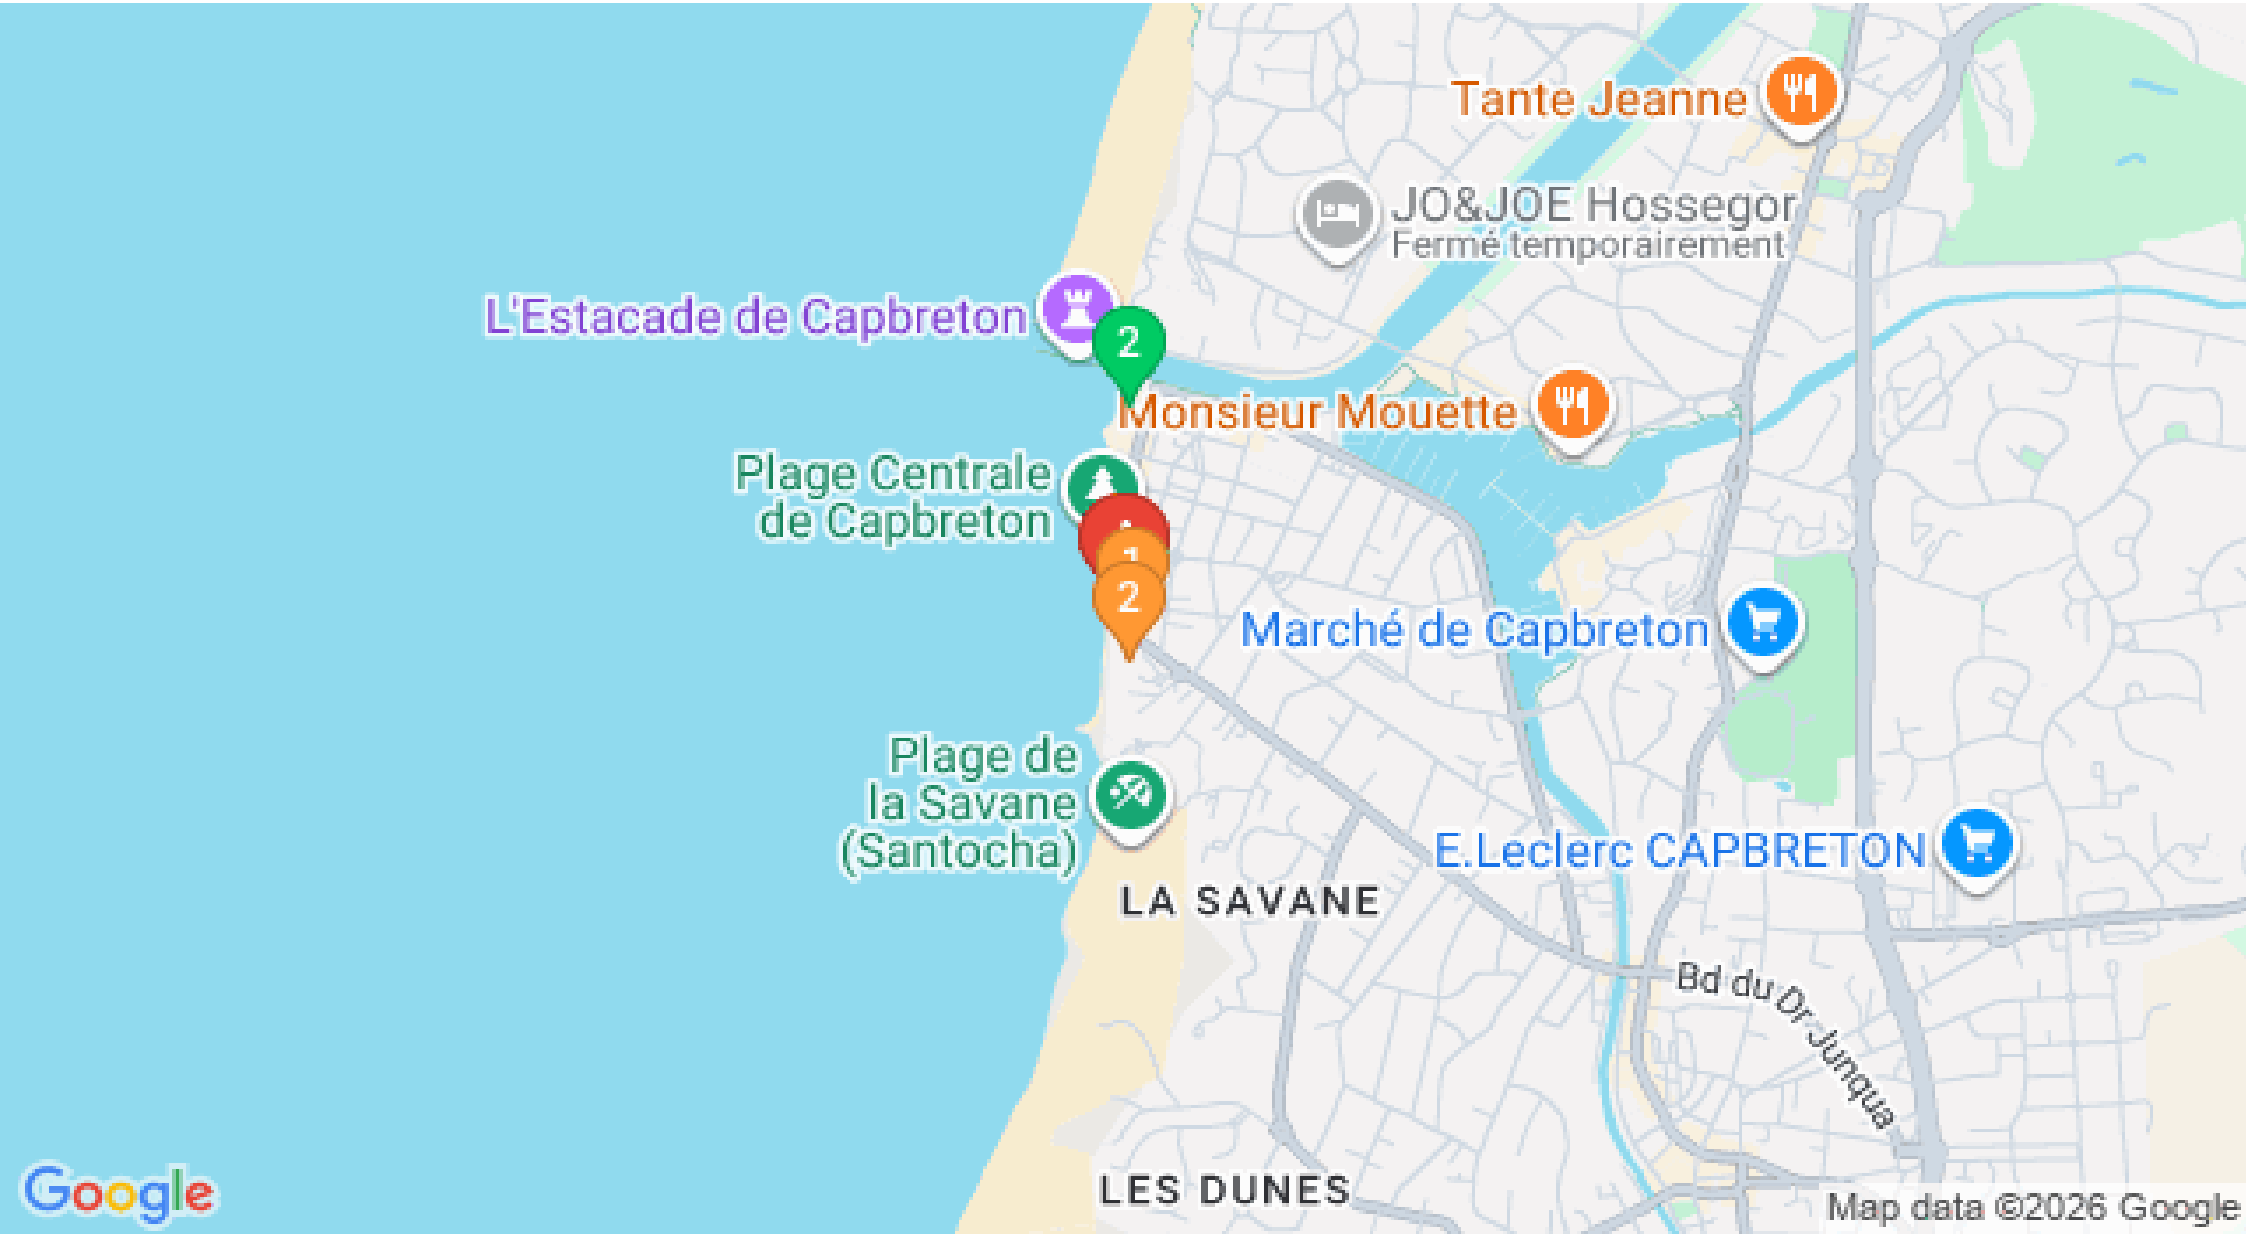 Tante Jeanne
JO&JOE Hossegor
Fermé temporairement
L'Estacade de Capbreton
2
Monsieur Mouette
Plage Centrale
de Capbreton
1
2
Marché de Capbreton
Plage de
la Savane
(Santocha)
E.Leclerc CAPBRETON
LA SAVANE
Bd du Dr Junqua
LES DUNES
Google
Map data ©2026 Google